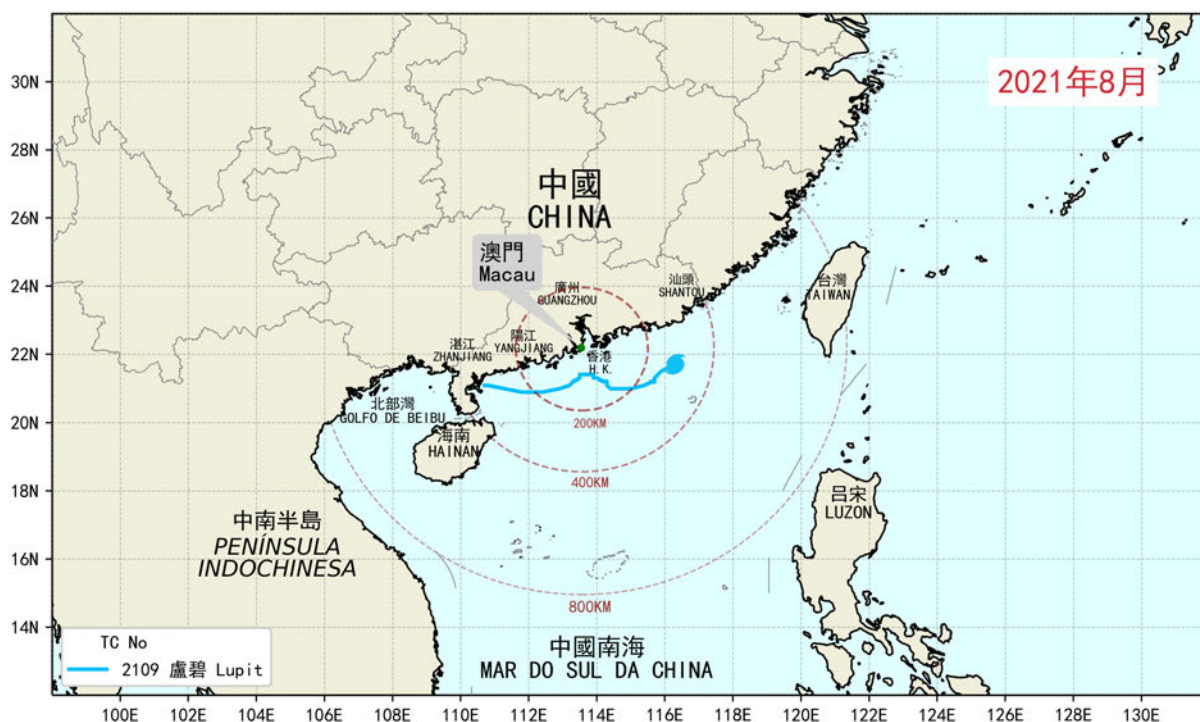 2021年8月
30N
28N
26N
24N
22N
20N
18N
16N
14N
中國
CHINA
澳門
Macau
廣州
GUANGZHOU
汕頭
SHANTOU
台灣
TAIWAN
湛江
ZHANJIANG
陽江
YANGJIANG
香港
H.K.
北部灣
GOLFO DE BEIBU
海南
HAINAN
200KM
400KM
800KM
呂宋
LUZON
中南半島
PENÍNSULA
INDOCHINESA
中國南海
MAR DO SUL DA CHINA
TC No
2109 盧碧 Lupit
100E 102E 104E 106E 108E 110E 112E 114E 116E 118E 120E 122E 124E 126E 128E 130E